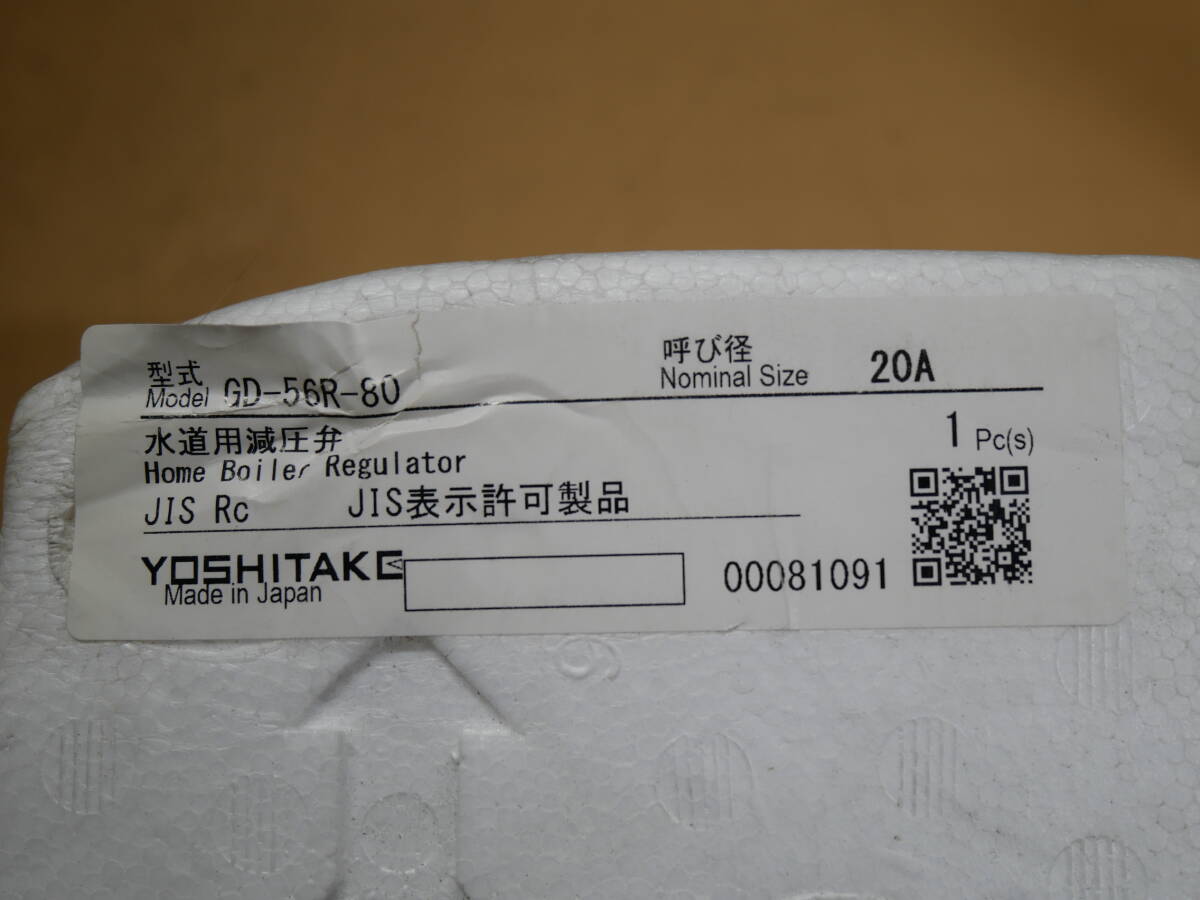 型式 呼び径
Model GD-56R-80 Nominal Size 20A
水道用減圧弁 1 Pc(s)
Home Boiler Regulator
JIS Rc JIS表示許可製品
YOSHITAKE 00081091
Made in Japan
9